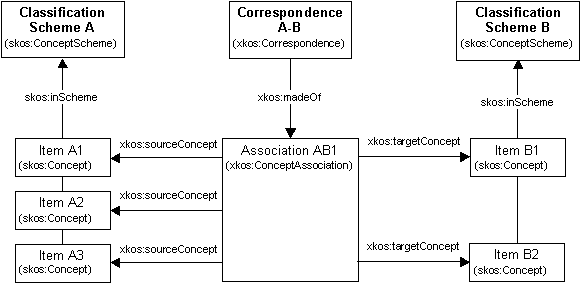 Classification
Scheme A
(skos:ConceptScheme)
Correspondence
A-B
(xkos:Correspondence)
Classification
Scheme B
(skos:ConceptScheme)
skos:inScheme
xkos:madeOf
skos:inScheme
Item A1
(skos:Concept)
xkos:sourceConcept
Association AB1
(xkos:ConceptAssociation)
xkos:targetConcept
Item B1
(skos:Concept)
xkos:sourceConcept
Item A2
(skos:Concept)
xkos:sourceConcept
Item A3
(skos:Concept)
xkos:targetConcept
Item B2
(skos:Concept)